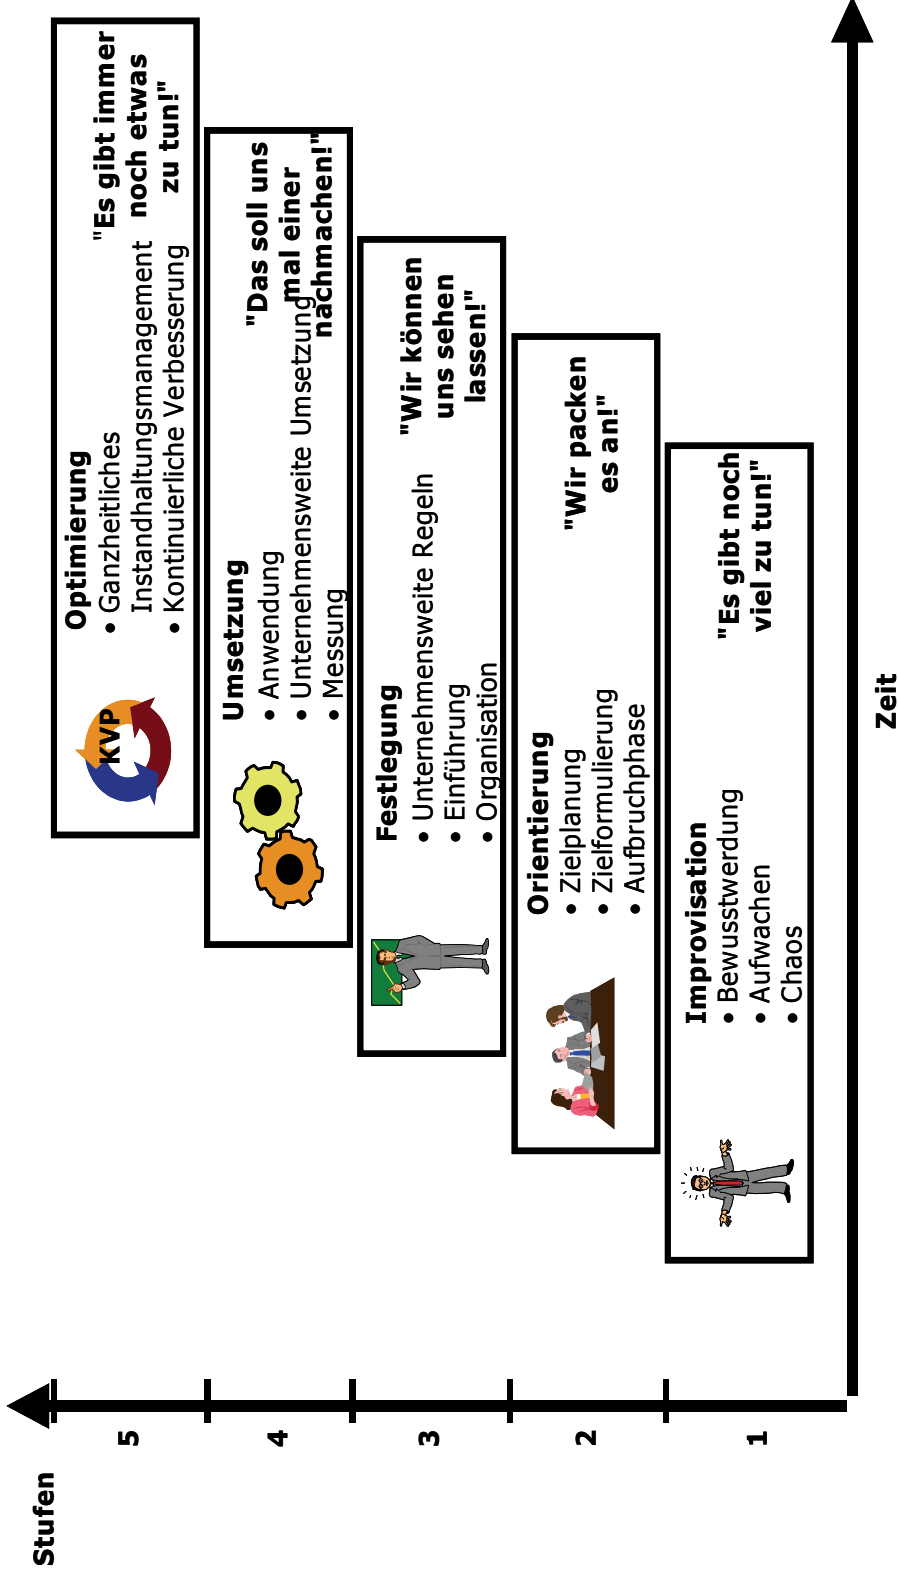 Stufen
5
KVP
Optimierung
• Ganzheitliches
Instandhaltungsmanagement
• Kontinuierliche Verbesserung
"Es gibt immer
noch etwas
zu tun!"
4
Umsetzung
• Anwendung
• Unternehmensweite Umsetzung
• Messung
"Das soll uns
mal einer
nachmachen!"
3
Festlegung
• Unternehmensweite Regeln
• Einführung
• Organisation
"Wir können
uns sehen
lassen!"
2
Orientierung
• Zielplanung
• Zielformulierung
• Aufbruchphase
"Wir packen
es an!"
1
Improvisation
• Bewusstwerdung
• Aufwachen
• Chaos
"Es gibt noch
viel zu tun!"
Zeit